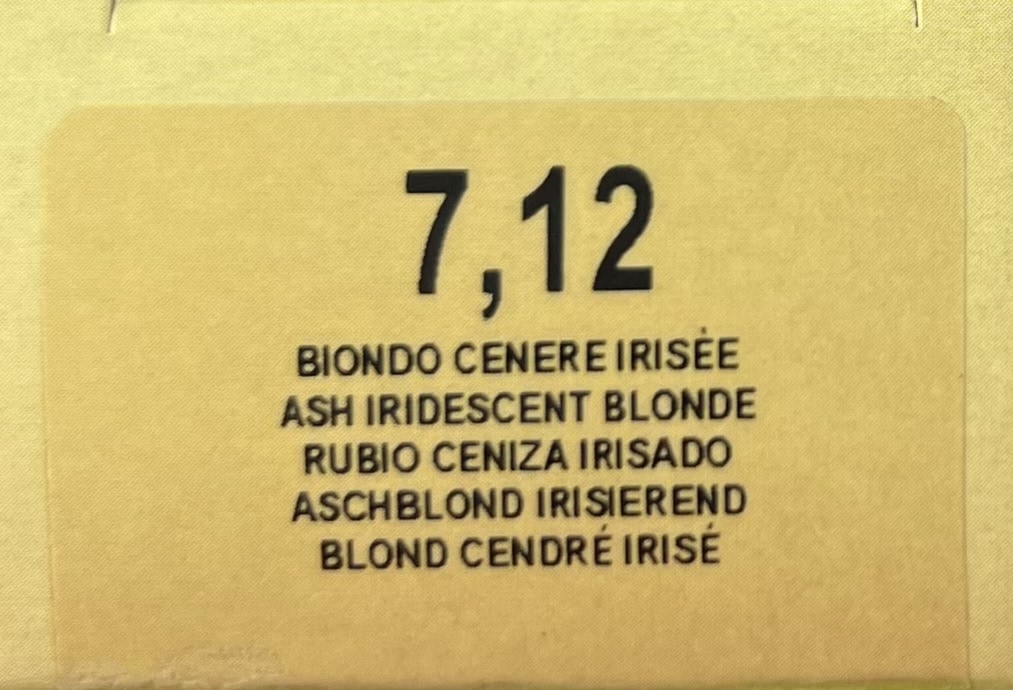 7,12
BIONDO CENERE IRISÈE
ASH IRIDESCENT BLONDE
RUBIO CENIZA IRISADO
ASCHBLOND IRISIEREND
BLOND CENDRÉ IRISÉ